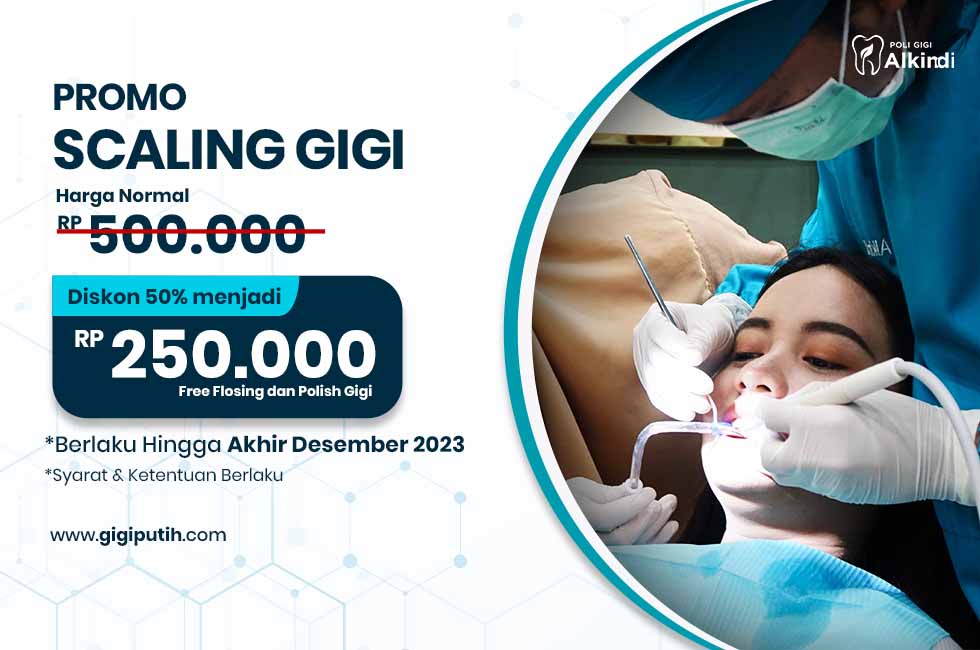 POLI GIGI
Alkindi
PROMO
SCALING GIGI
Harga Normal
RP 500.000
Diskon 50% menjadi
RP 250.000
Free Flosing dan Polish Gigi
*Berlaku Hingga Akhir Desember 2023
*Syarat & Ketentuan Berlaku
www.gigiputih.com